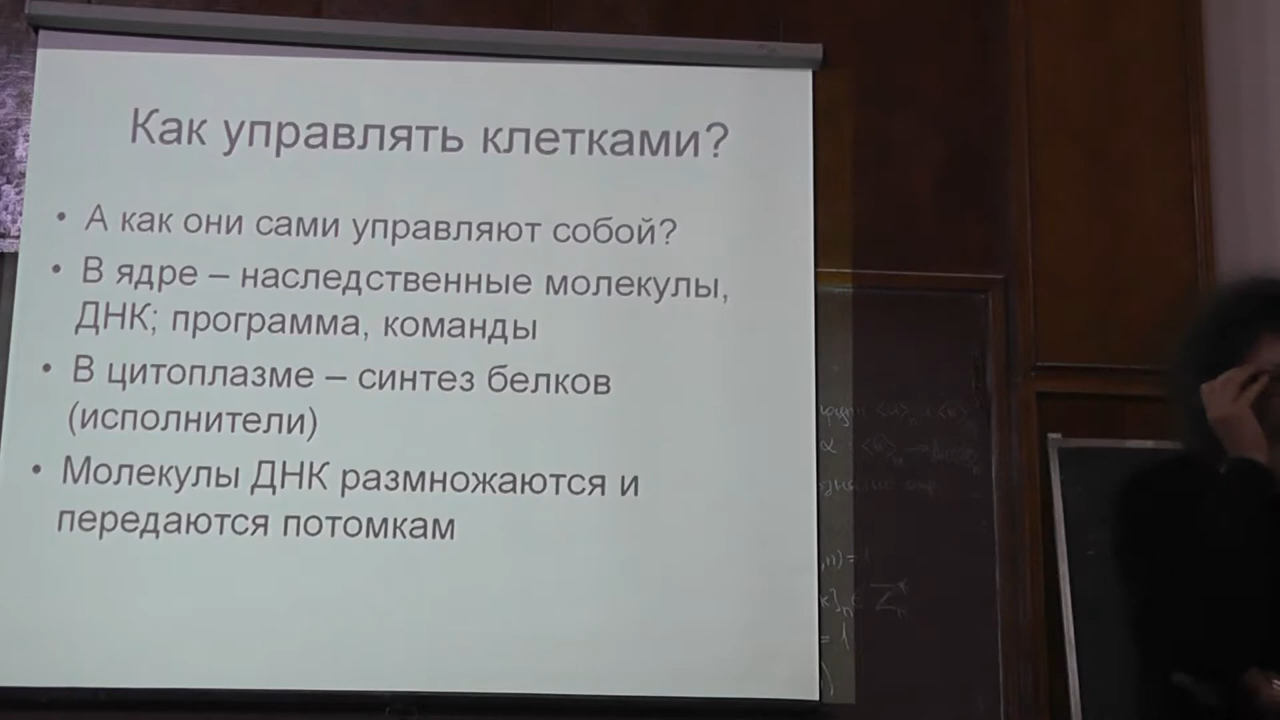 Как управлять клетками?
• А как они сами управляют собой?
• В ядре – наследственные молекулы,
ДНК; программа, команды
• В цитоплазме – синтез белков
(исполнители)
• Молекулы ДНК размножаются и
передаются потомкам